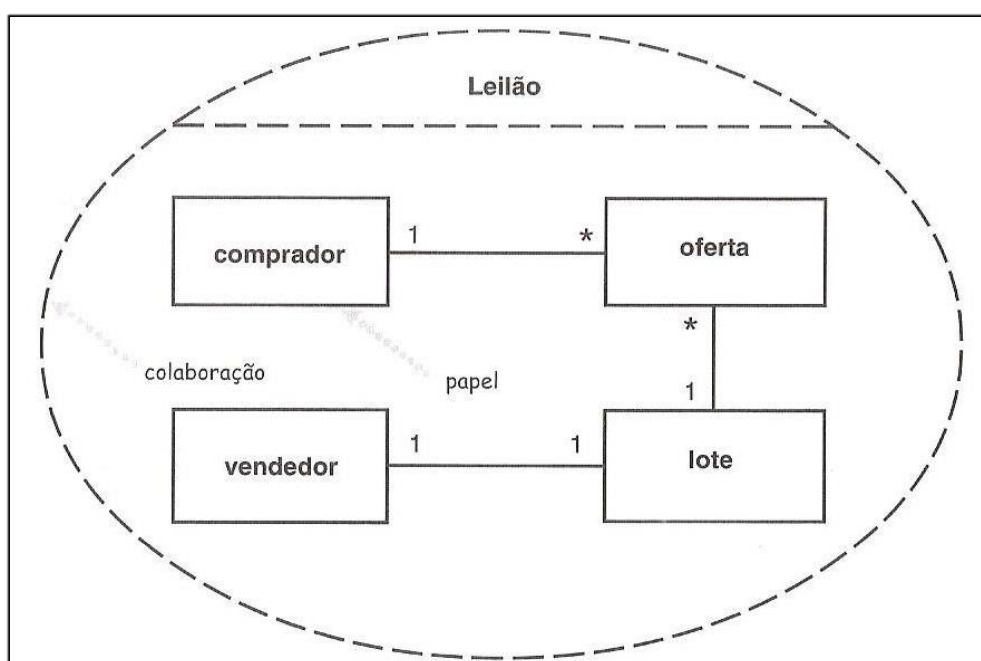 Leilão
comprador
1
*
oferta
*
colaboração
papel
1
vendedor
1
1
lote